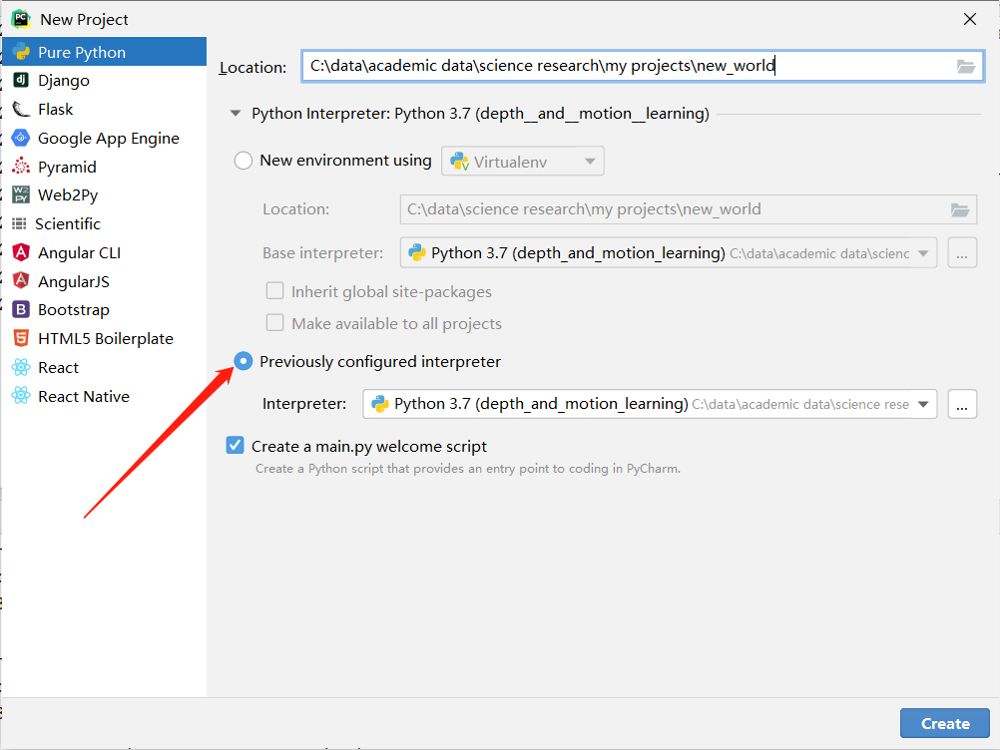 New Project
Pure Python
Django
Flask
Google App Engine
Pyramid
Web2Py
Scientific
Angular CLI
AngularJS
Bootstrap
HTML5 Boilerplate
React
React Native
Location: C:\data\academic data\science research\my projects\new_world
Python Interpreter: Python 3.7 (depth__and__motion__learning)
New environment using Virtualenv
Location: C:\data\science research\my projects\new_world
Base interpreter: Python 3.7 (depth_and_motion_learning) C:\data\academic data\scienc ...
Inherit global site-packages
Make available to all projects
Previously configured interpreter
Interpreter: Python 3.7 (depth_and_motion_learning) C:\data\academic data\science rese ...
Create a main.py welcome script
Create a Python script that provides an entry point to coding in PyCharm.
Create